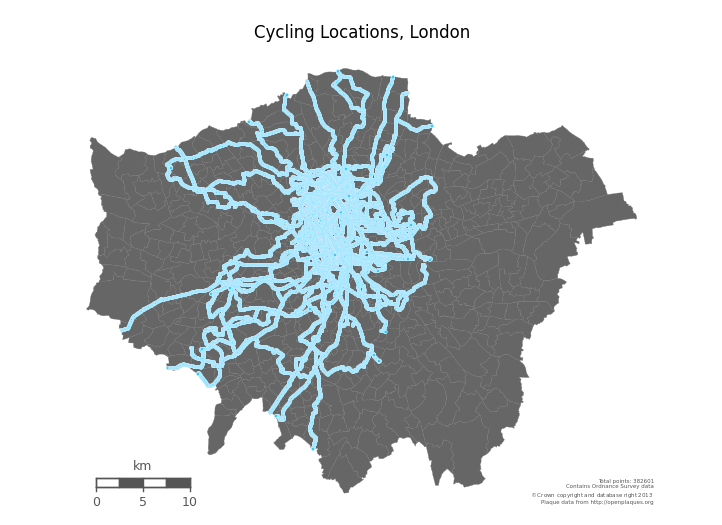 Cycling Locations, London
km
0 5 10
Total points: 382601
Contains Ordnance Survey data
©Crown copyright and database right 2013
Plaque data from http://openplaques.org